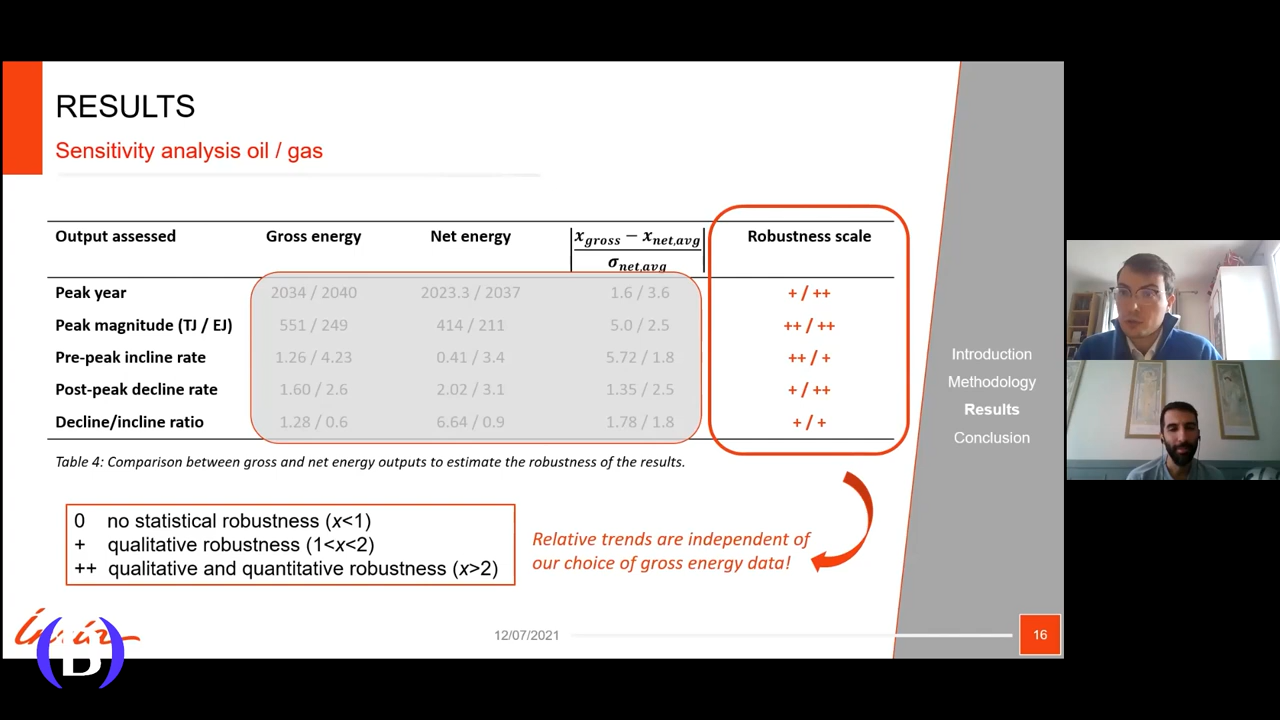 RESULTS
Sensitivity analysis oil / gas
Output assessed Gross energy Net energy |x_gross − x_net,avg / σ_net,avg| Robustness scale
Peak year 2034 / 2040 2023.3 / 2037 1.6 / 3.6 + / ++
Peak magnitude (TJ / EJ) 551 / 249 414 / 211 5.0 / 2.5 ++ / ++
Pre-peak incline rate 1.26 / 4.23 0.41 / 3.4 5.72 / 1.8 ++ / +
Post-peak decline rate 1.60 / 2.6 2.02 / 3.1 1.35 / 2.5 + / ++
Decline/incline ratio 1.28 / 0.6 6.64 / 0.9 1.78 / 1.8 + / +
Table 4: Comparison between gross and net energy outputs to estimate the robustness of the results.
0 no statistical robustness (x<1)
+ qualitative robustness (1<x<2)
++ qualitative and quantitative robustness (x>2)
Relative trends are independent of
our choice of gross energy data!
Introduction
Methodology
Results
Conclusion
12/07/2021
16